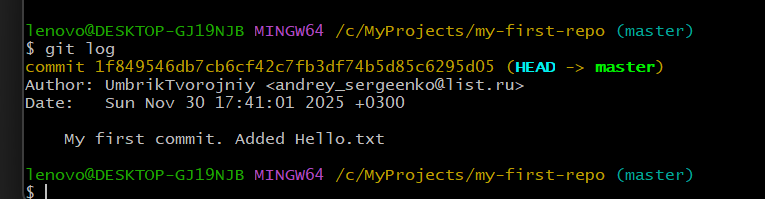 lenovo@DESKTOP-GJ19NJB MINGW64 /c/MyProjects/my-first-repo (master)
$ git log
commit 1f849546db7cb6cf42c7fb3df74b5d85c6295d05 (HEAD -> master)
Author: UmbrikTvorojniy <andrey_sergeenko@list.ru>
Date:   Sun Nov 30 17:41:01 2025 +0300
    My first commit. Added Hello.txt
lenovo@DESKTOP-GJ19NJB MINGW64 /c/MyProjects/my-first-repo (master)
$